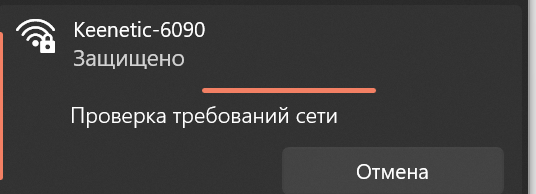 Keenetic-6090
Защищено
Проверка требований сети
Отмена